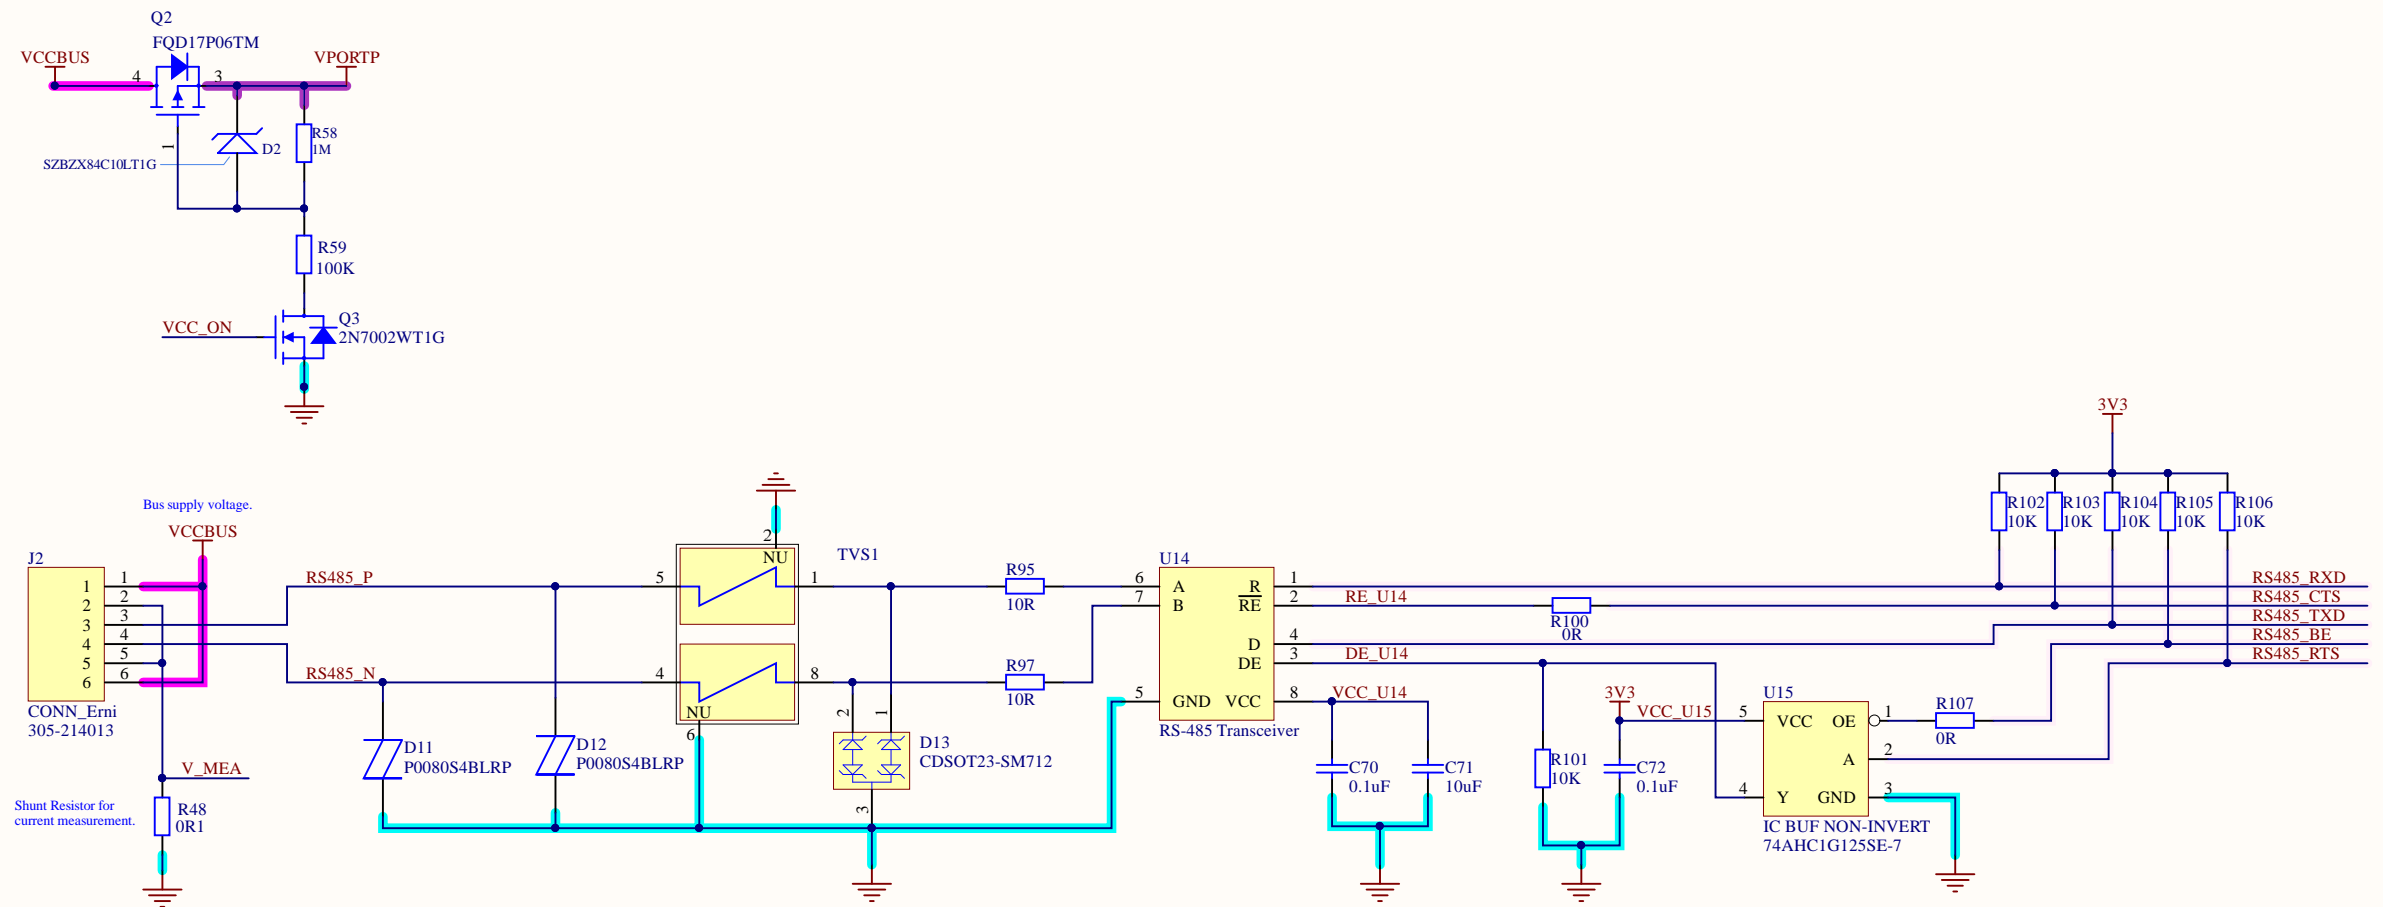 Q2
FQD17P06TM
VCCBUS
VPORTP
4
3
1
R58
1M
D2
SZBZX84C10LT1G
R59
100K
Q3
VCC_ON
2N7002WT1G
3V3
Bus supply voltage.
VCCBUS
J2
1 1
2 2
3 3
4 4
5 5
6 6
CONN_Erni
305-214013
V_MEA
Shunt Resistor for
current measurement.
R48
0R1
RS485_P
RS485_N
D11
P0080S4BLRP
D12
P0080S4BLRP
2
NU
TVS1
5
1
4
8
NU
6
2
1
D13
CDSOT23-SM712
3
R95
10R
R97
10R
U14
6 A R 1
7 B RE 2
D 4
DE 3
5 GND VCC 8
RS-485 Transceiver
RE_U14
DE_U14
VCC_U14
R100
0R
C70
0.1uF
C71
10uF
R101
10K
3V3
VCC_U15
C72
0.1uF
U15
5 VCC OE 1
A 2
4 Y GND 3
IC BUF NON-INVERT
74AHC1G125SE-7
R107
0R
R102 R103 R104 R105 R106
10K 10K 10K 10K 10K
RS485_RXD
RS485_CTS
RS485_TXD
RS485_BE
RS485_RTS